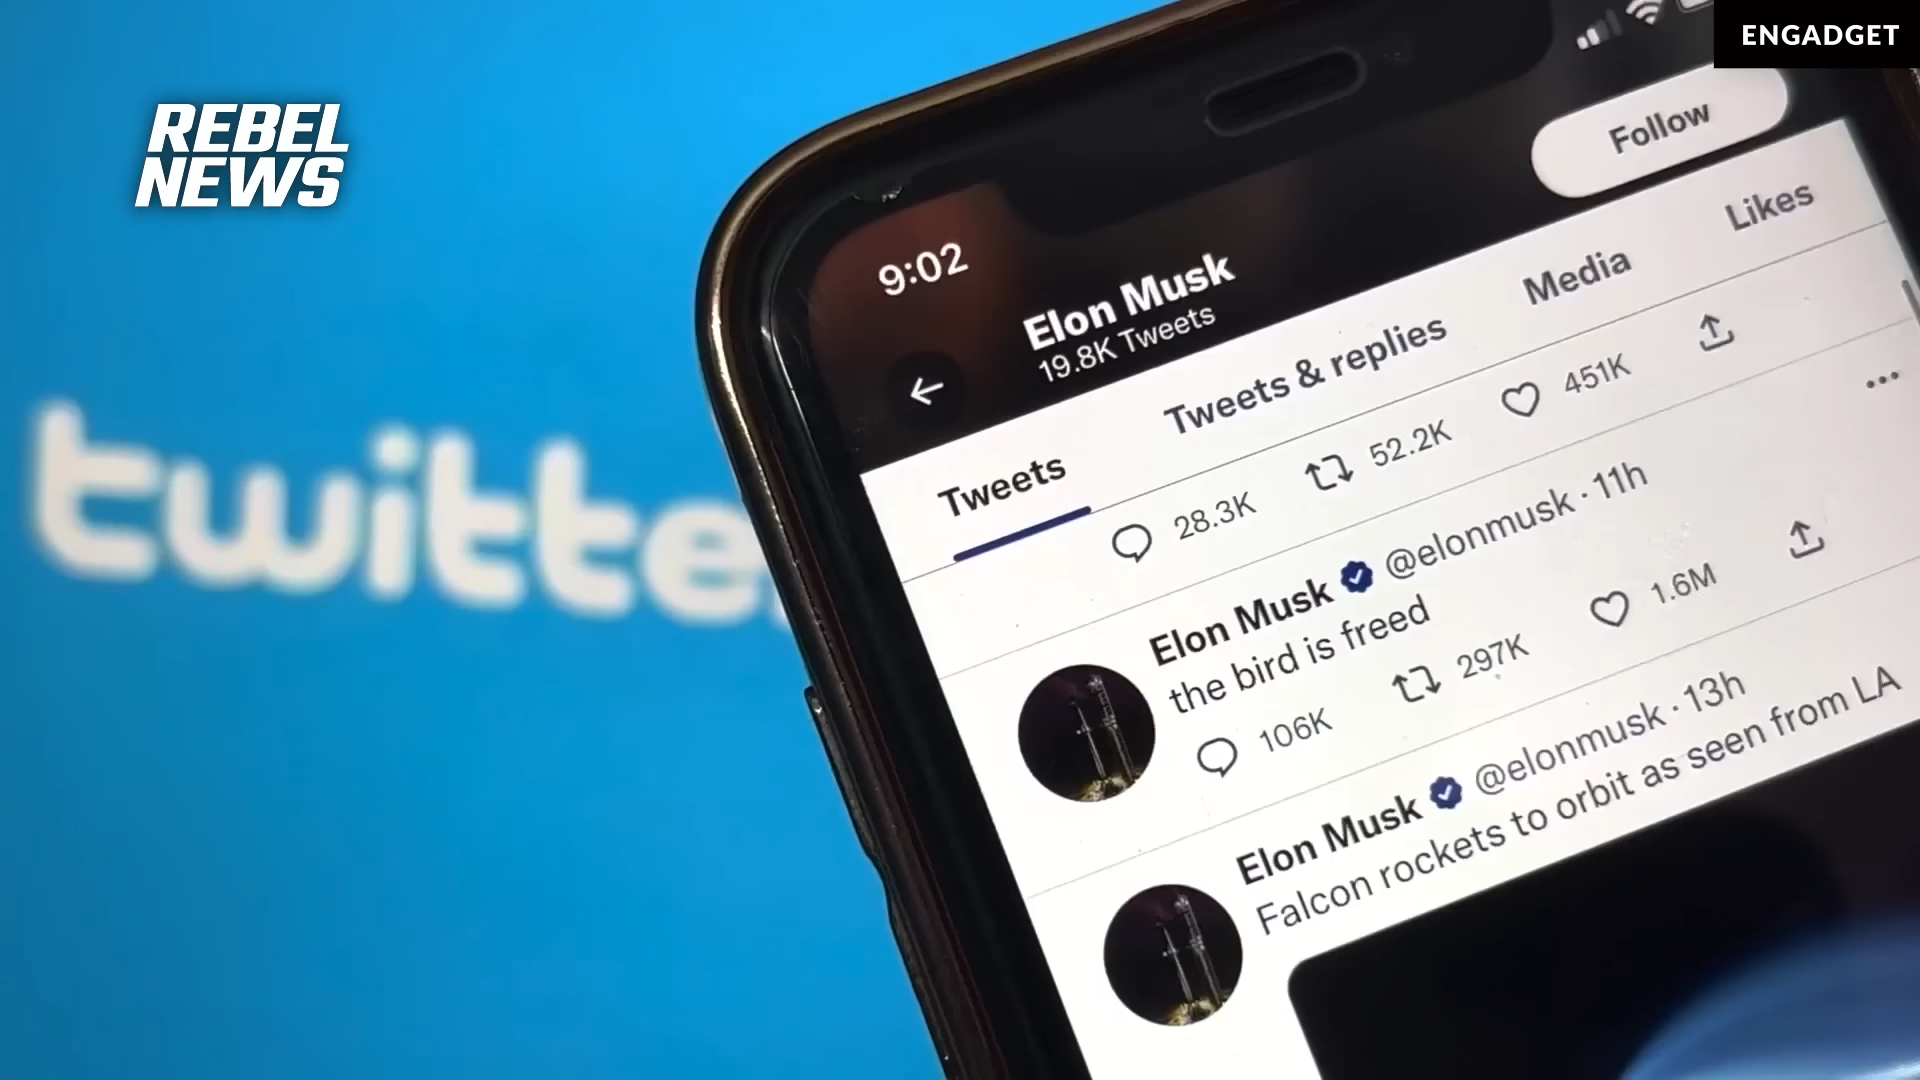 ENGADGET
REBEL
NEWS
9:02
Follow
Elon Musk
19.8K Tweets
Tweets
Tweets & replies
Media
Likes
28.3K
52.2K
451K
Elon Musk @elonmusk · 11h
the bird is freed
106K
297K
1.6M
Elon Musk @elonmusk · 13h
Falcon rockets to orbit as seen from LA
twitte